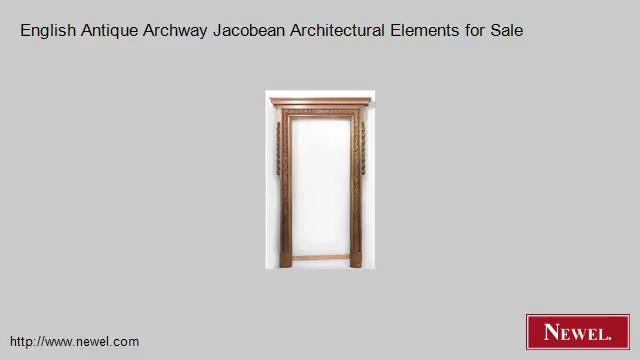 English Antique Archway Jacobean Architectural Elements for Sale
http://www.newel.com
NEWEL.